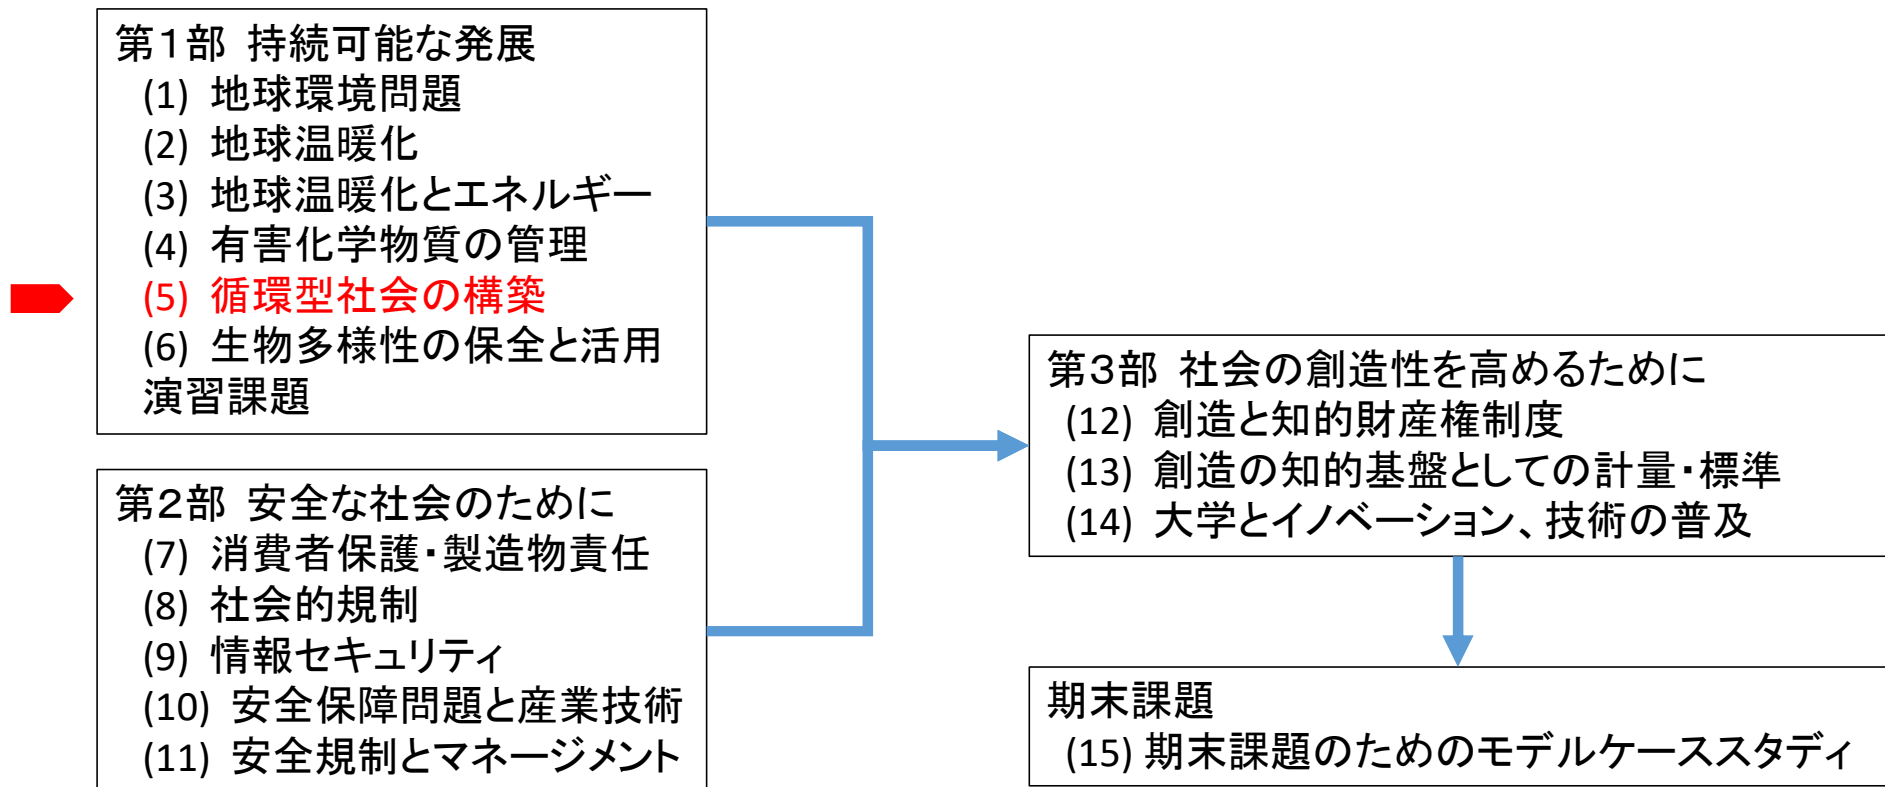 第1部 持続可能な発展
(1) 地球環境問題
(2) 地球温暖化
(3) 地球温暖化とエネルギー
(4) 有害化学物質の管理
(5) 循環型社会の構築
(6) 生物多様性の保全と活用
演習課題
第2部 安全な社会のために
(7) 消費者保護・製造物責任
(8) 社会的規制
(9) 情報セキュリティ
(10) 安全保障問題と産業技術
(11) 安全規制とマネージメント
第3部 社会の創造性を高めるために
(12) 創造と知的財産権制度
(13) 創造の知的基盤としての計量・標準
(14) 大学とイノベーション、技術の普及
期末課題
(15) 期末課題のためのモデルケーススタディ